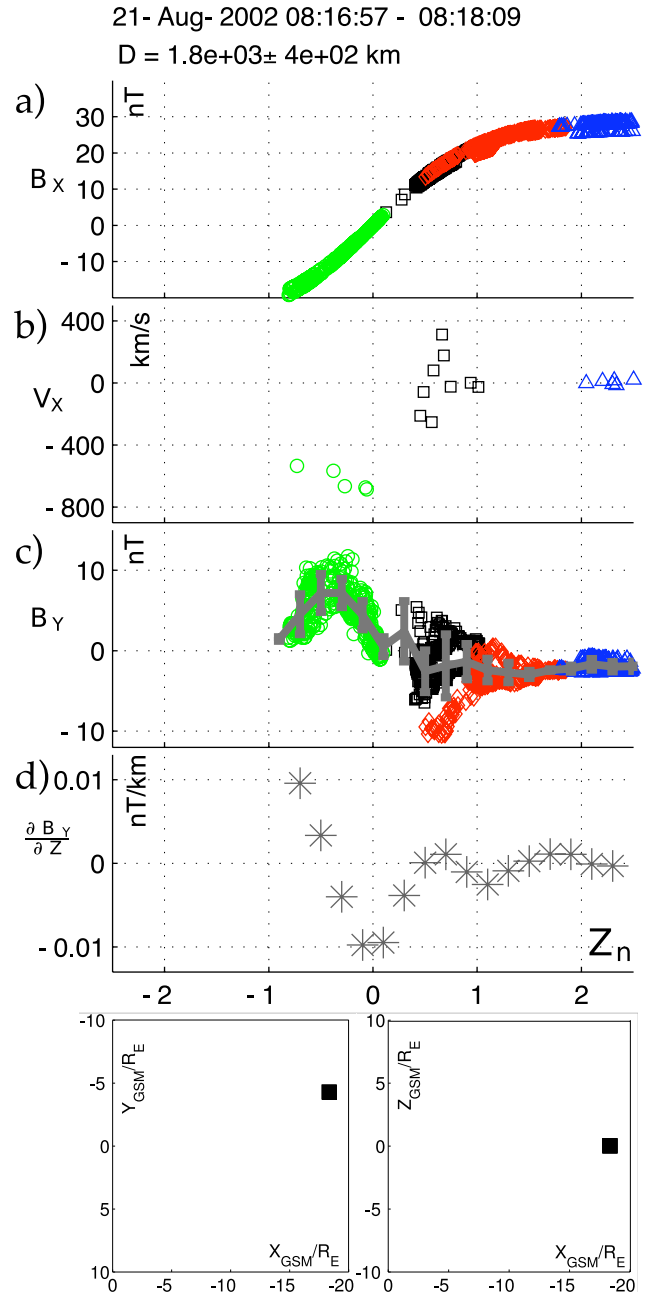 21- Aug- 2002 08:16:57 - 08:18:09
D = 1.8e+03± 4e+02 km
a)
nT
B X
30
20
10
0
- 10
b)
km/s
V X
400
0
- 400
- 800
c)
nT
B Y
10
0
- 10
d)
nT/km
∂ B Y
∂ Z
0.01
0
- 0.01
Z n
- 2 - 1 0 1 2
-10
-5
0
5
10
Y GSM/R E
X GSM/R E
0 -5 -10 -15 -20
10
5
0
-5
-10
Z GSM/R E
X GSM/R E
0 -5 -10 -15 -20